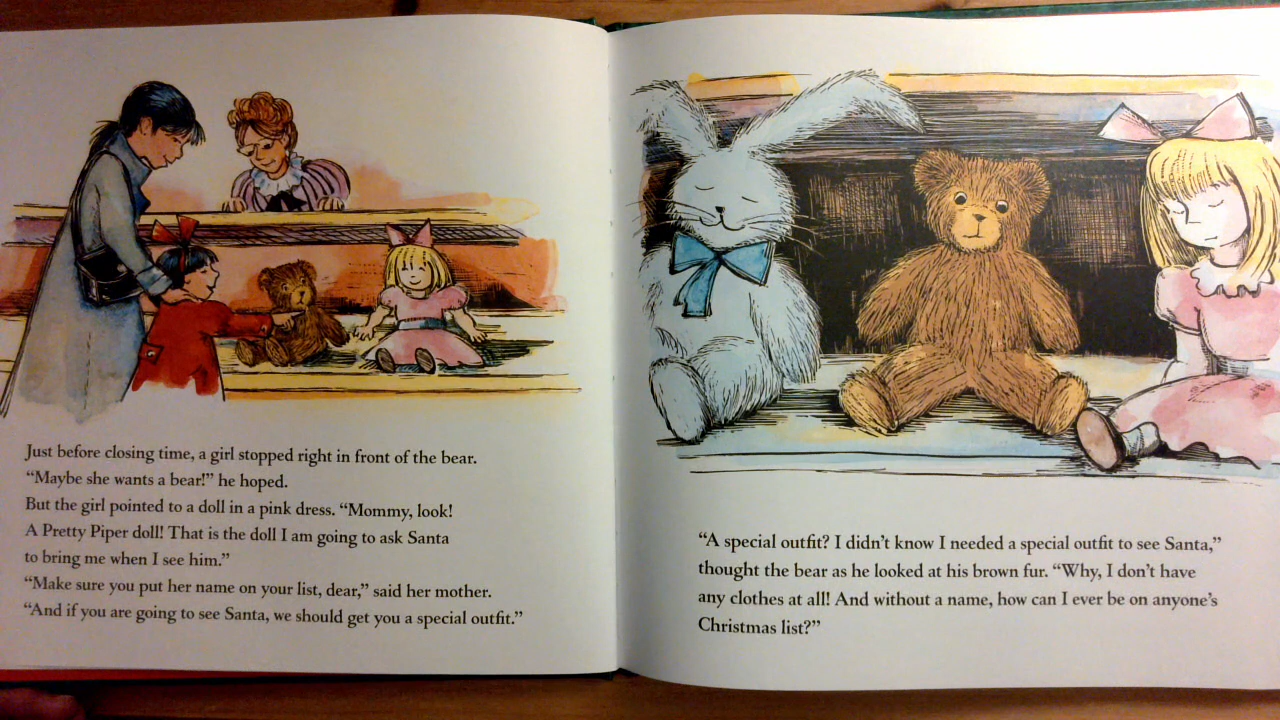 Just before closing time, a girl stopped right in front of the bear.
“Maybe she wants a bear!” he hoped.
But the girl pointed to a doll in a pink dress. “Mommy, look!
A Pretty Piper doll! That is the doll I am going to ask Santa
to bring me when I see him.”
“Make sure you put her name on your list, dear,” said her mother.
“And if you are going to see Santa, we should get you a special outfit.”
“A special outfit? I didn’t know I needed a special outfit to see Santa,”
thought the bear as he looked at his brown fur. “Why, I don’t have
any clothes at all! And without a name, how can I ever be on anyone’s
Christmas list?”